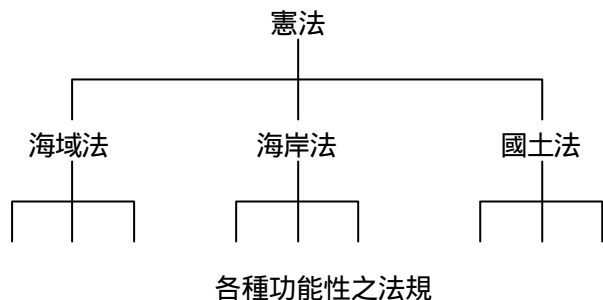 憲法
海域法 海岸法 國土法
各種功能性之法規